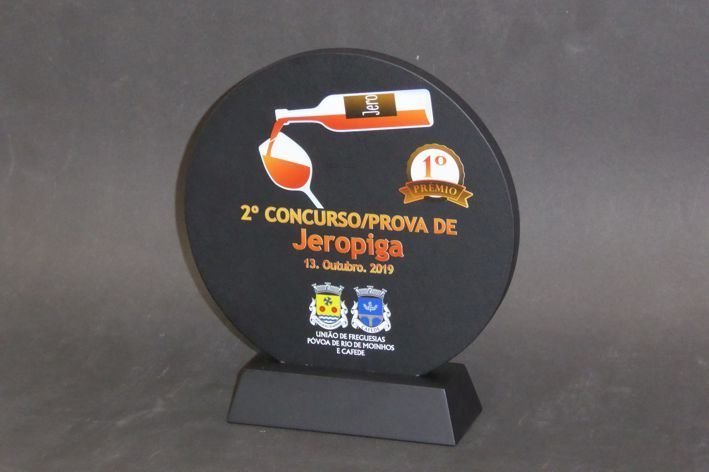 Jero
1º
PRÉMIO
2º CONCURSO/PROVA DE
Jeropiga
13. Outubro. 2019
CAFEDE
UNIÃO DE FREGUESIAS
PÓVOA DE RIO DE MOINHOS
E CAFEDE